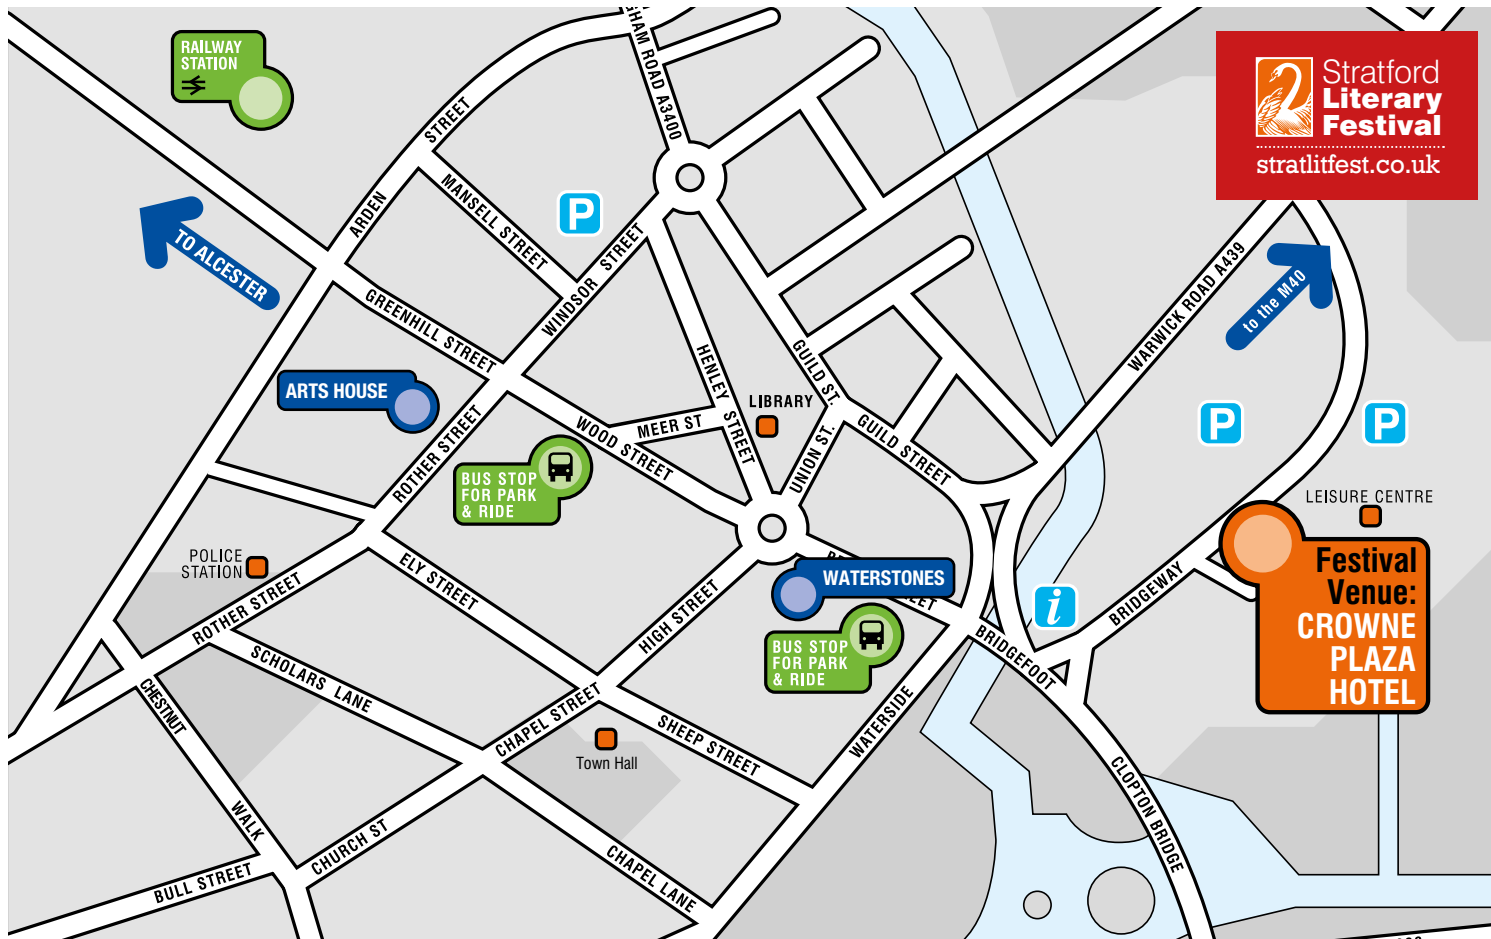 RAILWAY
STATION
GHAM ROAD A3400
Stratford
Literary
Festival
stratlitfest.co.uk
ARDEN
STREET
MANSELL STREET
P
TO ALCESTER
WINDSOR STREET
GREENHILL STREET
WARWICK ROAD A439
to the M40
HENLEY STREET
GUILD ST.
ARTS HOUSE
LIBRARY
MEER ST
WOOD STREET
ROTHER STREET
UNION ST.
GUILD STREET
P
P
BUS STOP
FOR PARK
& RIDE
LEISURE CENTRE
POLICE
STATION
ROTHER STREET
ELY STREET
HIGH STREET
WATERSTONES
EET
BUS STOP
FOR PARK
& RIDE
i
BRIDGEFOOT
BRIDGEWAY
Festival
Venue:
CROWNE
PLAZA
HOTEL
SCHOLARS LANE
CHESTNUT
WALK
CHAPEL STREET
SHEEP STREET
WATERSIDE
Town Hall
CLOPTON BRIDGE
BULL STREET
CHURCH ST
CHAPEL LANE